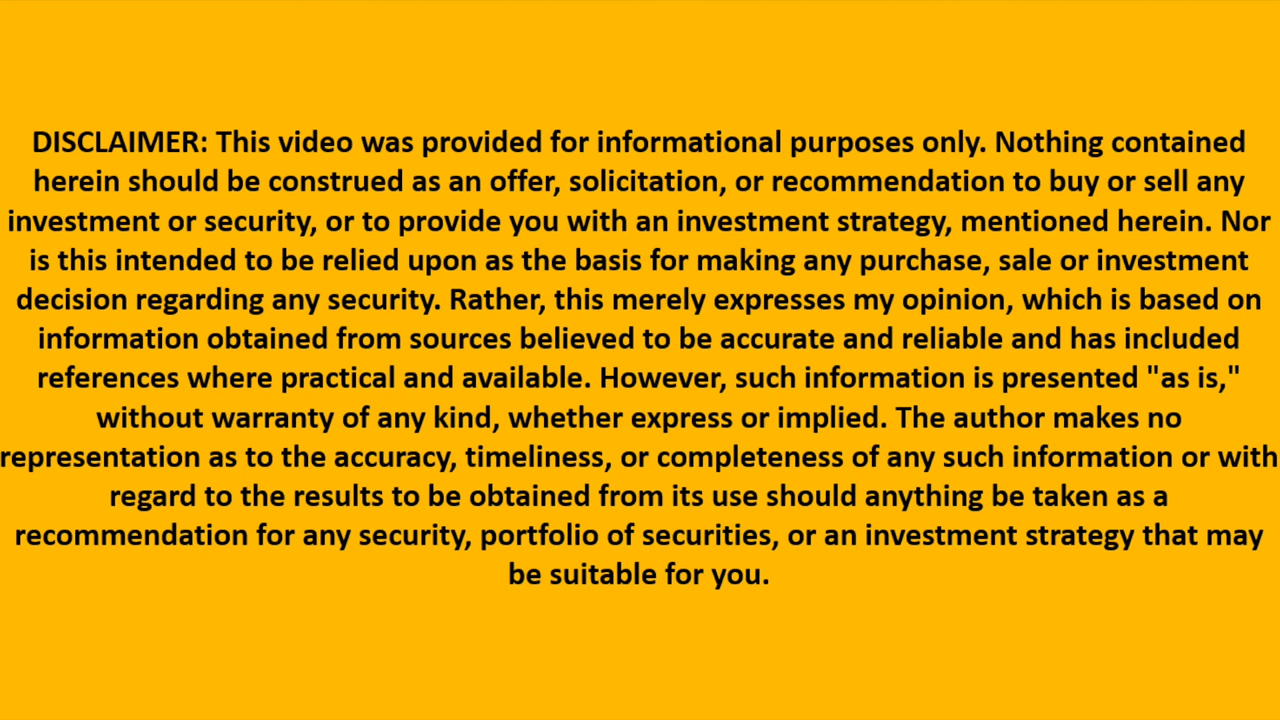 DISCLAIMER: This video was provided for informational purposes only. Nothing contained
herein should be construed as an offer, solicitation, or recommendation to buy or sell any
investment or security, or to provide you with an investment strategy, mentioned herein. Nor
is this intended to be relied upon as the basis for making any purchase, sale or investment
decision regarding any security. Rather, this merely expresses my opinion, which is based on
information obtained from sources believed to be accurate and reliable and has included
references where practical and available. However, such information is presented "as is,"
without warranty of any kind, whether express or implied. The author makes no
representation as to the accuracy, timeliness, or completeness of any such information or with
regard to the results to be obtained from its use should anything be taken as a
recommendation for any security, portfolio of securities, or an investment strategy that may
be suitable for you.